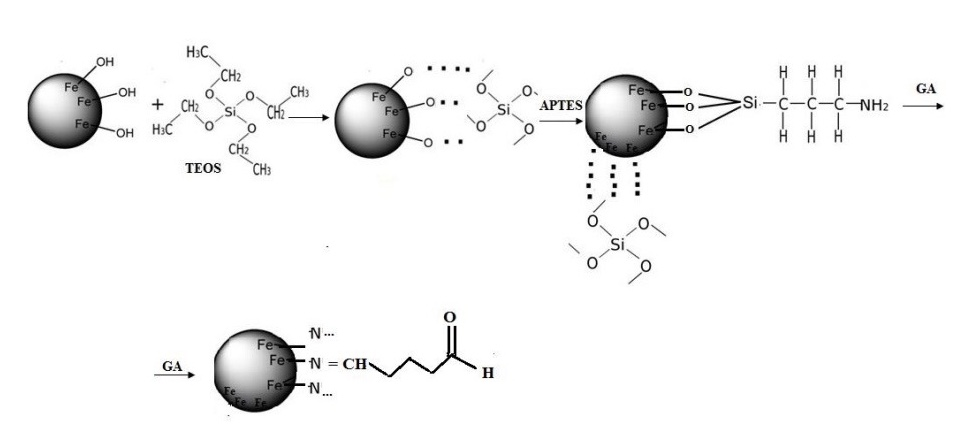 OH
Fe
Fe
OH
Fe
OH
+
H₃C
CH₂
O
O
CH₃
CH₂
Si
CH₂
H₃C
O
O
CH₂
CH₃
TEOS
O
Fe
Fe
O
Fe
O
O
O
Si
O
O
APTES
Fe
O
Fe
O
Fe
O
Fe
Fe
Fe
Si
H H H
C C C NH₂
H H H
O
O
Si
O
O
GA
GA
Fe
N...
Fe
N = CH
Fe
N...
Fe
Fe
Fe
O
H